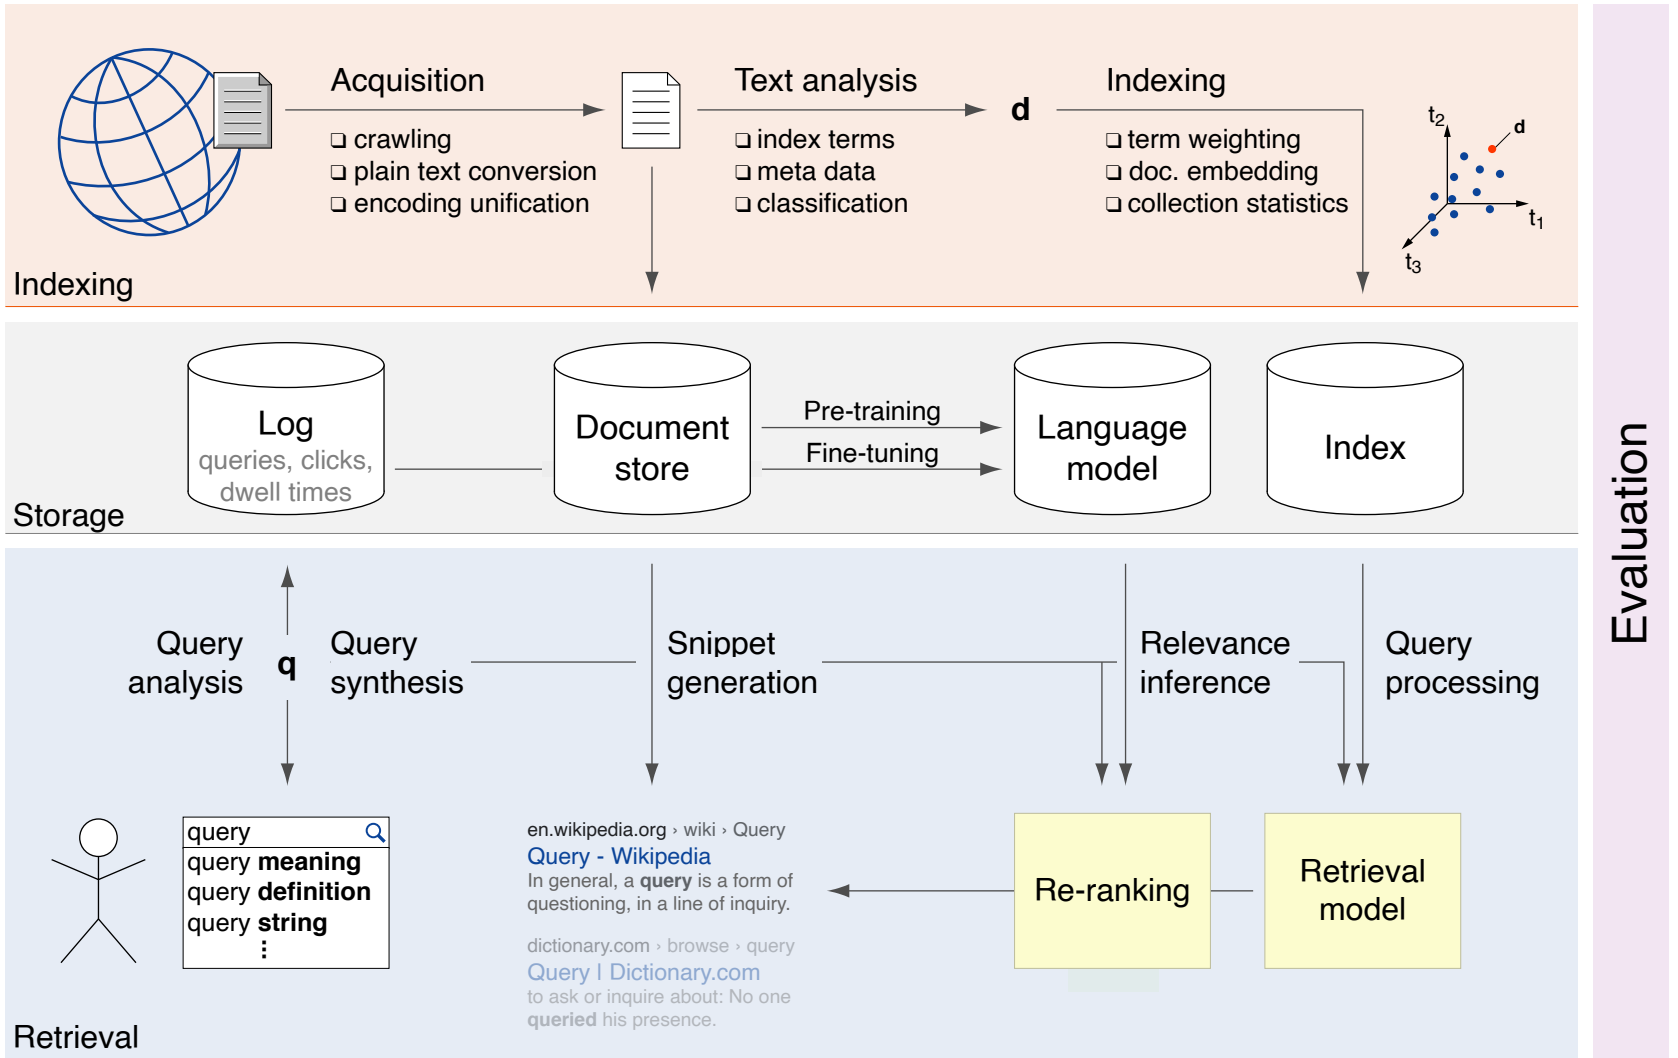 Acquisition
❏ crawling
❏ plain text conversion
❏ encoding unification
Text analysis
❏ index terms
❏ meta data
❏ classification
d
Indexing
❏ term weighting
❏ doc. embedding
❏ collection statistics
t2
d
t1
t3
Indexing
Evaluation
Log
queries, clicks,
dwell times
Document
store
Pre-training
Fine-tuning
Language
model
Index
Storage
Query
analysis
q
Query
synthesis
Snippet
generation
Relevance
inference
Query
processing
query
query meaning
query definition
query string
⋮
en.wikipedia.org › wiki › Query
Query - Wikipedia
In general, a query is a form of
questioning, in a line of inquiry.
dictionary.com › browse › query
Query | Dictionary.com
to ask or inquire about: No one
queried his presence.
Re-ranking
Retrieval
model
Retrieval